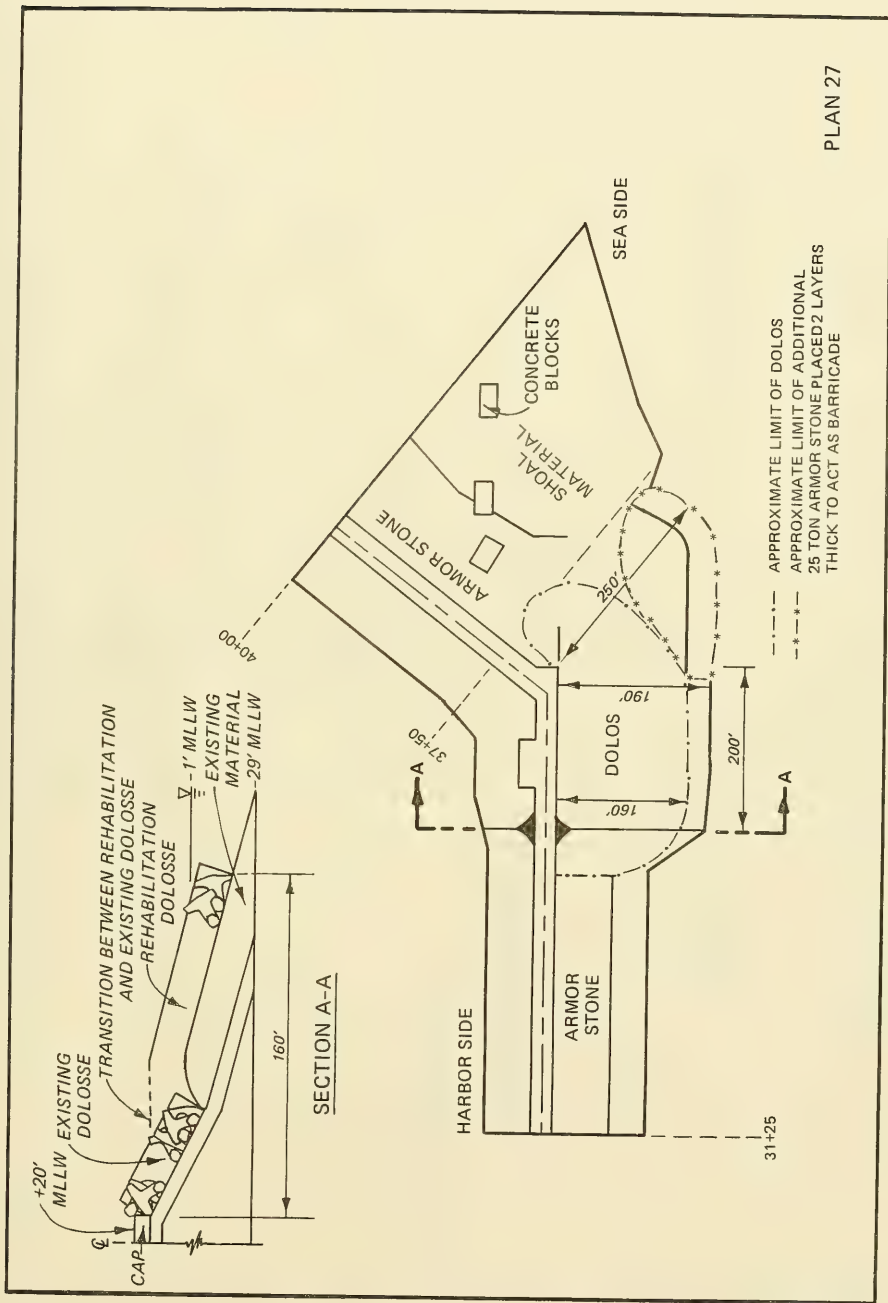 ℄
+20'
MLLW
EXISTING
DOLOSSE
TRANSITION BETWEEN REHABILITATION
AND EXISTING DOLOSSE
REHABILITATION
DOLOSSE
-1' MLLW
EXISTING
MATERIAL
-29' MLLW
CAP
160'
SECTION A-A
HARBOR SIDE
ARMOR
STONE
31+25
A
A
37+50
40+00
ARMOR STONE
SHOAL
MATERIAL
CONCRETE
BLOCKS
SEA SIDE
DOLOS
160'
190'
200'
250'
APPROXIMATE LIMIT OF DOLOS
APPROXIMATE LIMIT OF ADDITIONAL
25 TON ARMOR STONE PLACED 2 LAYERS
THICK TO ACT AS BARRICADE
PLAN 27